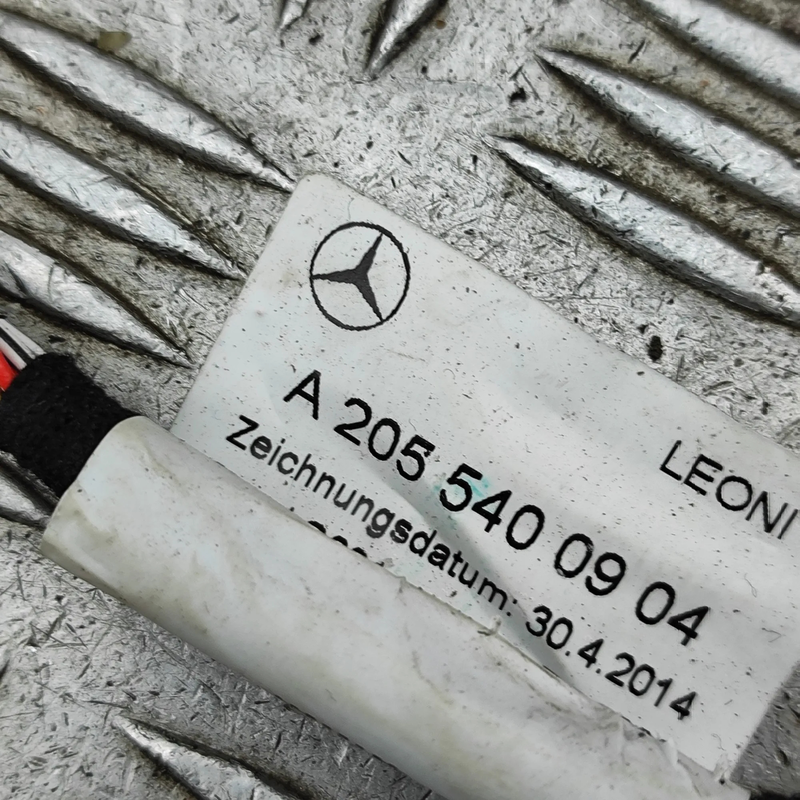 LEONI
A 205 540 09 04
Zeichnungsdatum: 30.4.2014